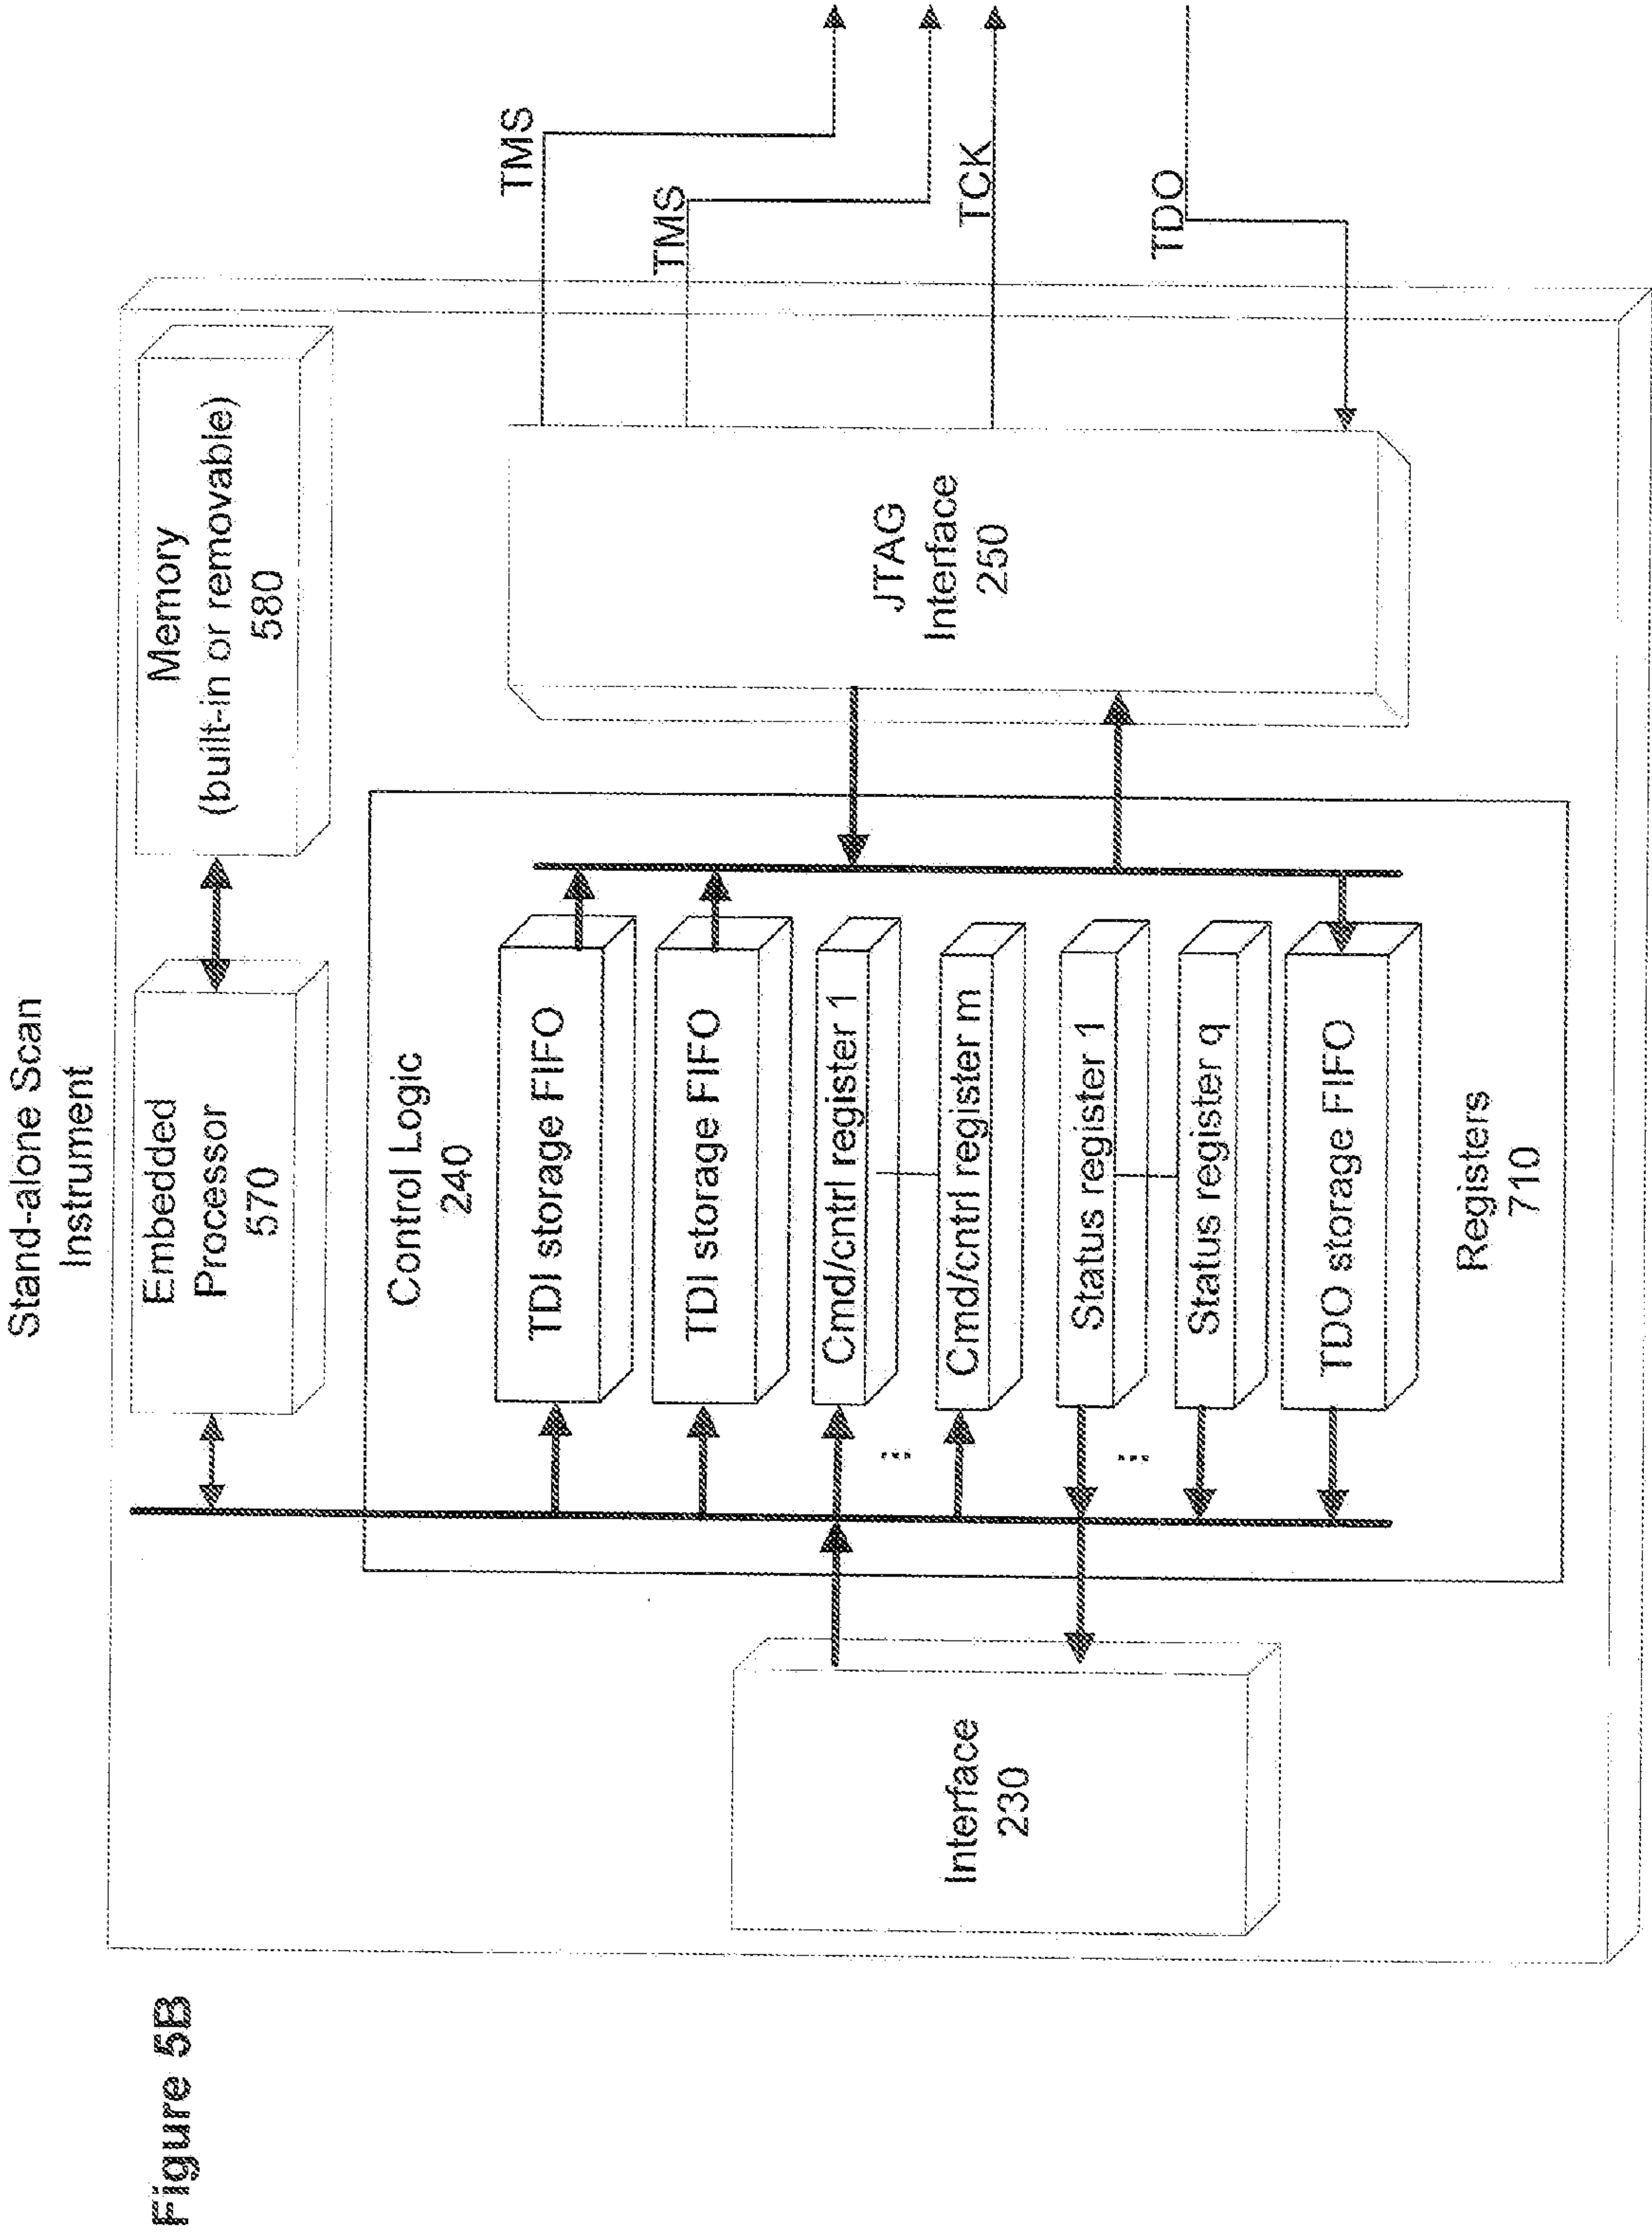 Figure 5B
Stand-alone Scan
Instrument
Embedded
Processor
570
Memory
(built-in or removable)
580
Control Logic
240
TDI storage FIFO
TDI storage FIFO
Cmd/cntrl register 1
...
Cmd/cntrl register m
Status register 1
...
Status register q
TDO storage FIFO
Registers
710
Interface
230
JTAG
Interface
250
TMS
TMS
TCK
TDO